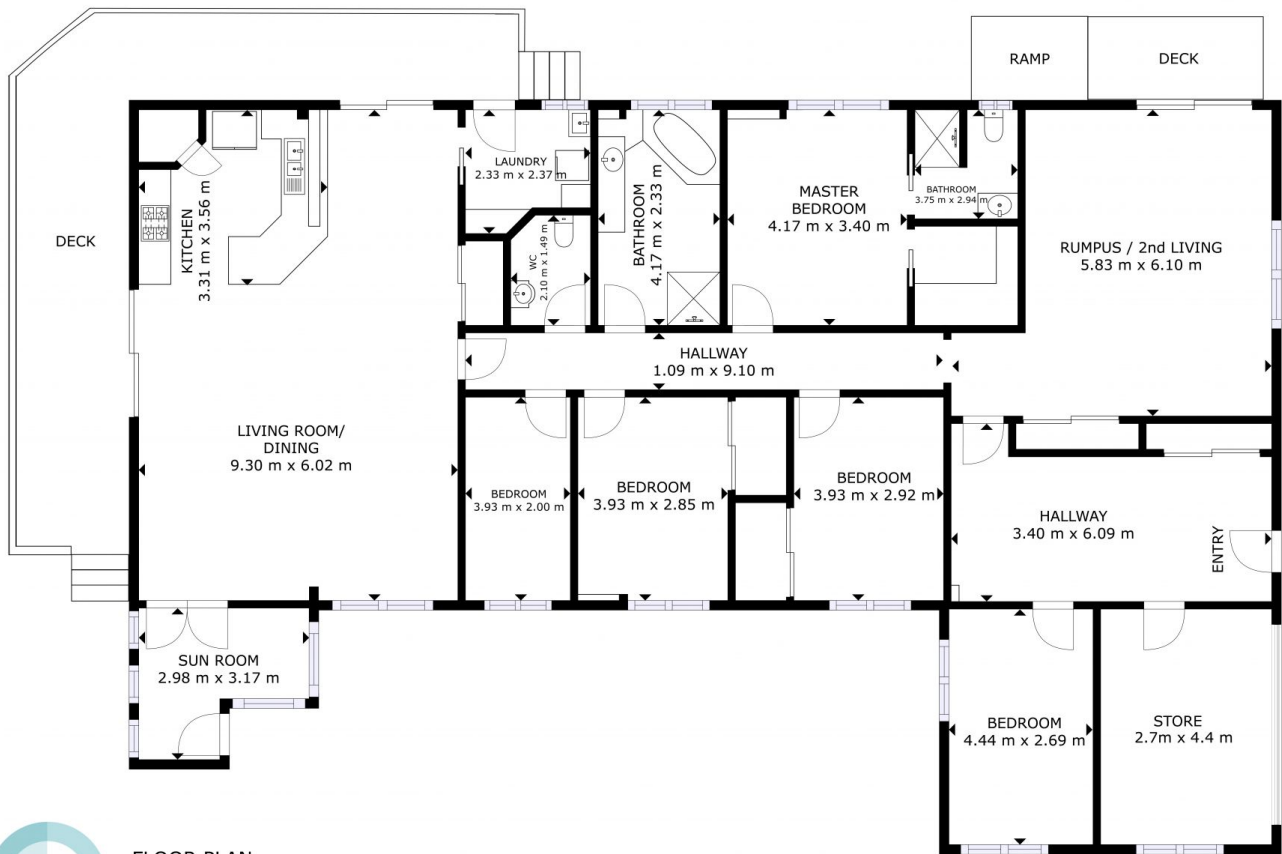 RAMP
DECK
DECK
KITCHEN
3.31 m x 3.56 m
LAUNDRY
2.33 m x 2.37 m
WC
2.10 m x 1.49 m
BATHROOM
4.17 m x 2.33 m
MASTER
BEDROOM
4.17 m x 3.40 m
BATHROOM
3.75 m x 2.94 m
RUMPUS / 2nd LIVING
5.83 m x 6.10 m
HALLWAY
1.09 m x 9.10 m
LIVING ROOM/
DINING
9.30 m x 6.02 m
BEDROOM
3.93 m x 2.00 m
BEDROOM
3.93 m x 2.85 m
BEDROOM
3.93 m x 2.92 m
HALLWAY
3.40 m x 6.09 m
ENTRY
SUN ROOM
2.98 m x 3.17 m
BEDROOM
4.44 m x 2.69 m
STORE
2.7m x 4.4 m
FLOOR PLAN